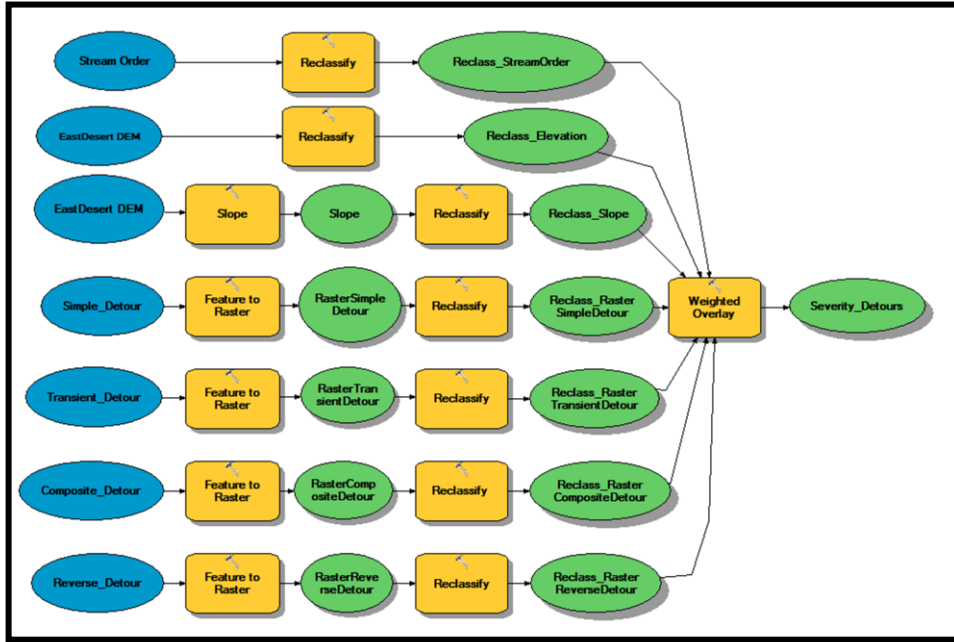 Stream Order
Reclassify
Reclass_StreamOrder
EastDesert DEM
Reclassify
Reclass_Elevation
EastDesert DEM
Slope
Slope
Reclassify
Reclass_Slope
Simple_Detour
Feature to
Raster
RasterSimple
Detour
Reclassify
Reclass_Raster
SimpleDetour
Weighted
Overlay
Severity_Detours
Transient_Detour
Feature to
Raster
RasterTran
sientDetour
Reclassify
Reclass_Raster
TransientDetour
Composite_Detour
Feature to
Raster
RasterComp
ositeDetour
Reclassify
Reclass_Raster
CompositeDetour
Reverse_Detour
Feature to
Raster
RasterReve
rseDetour
Reclassify
Reclass_Raster
ReverseDetour